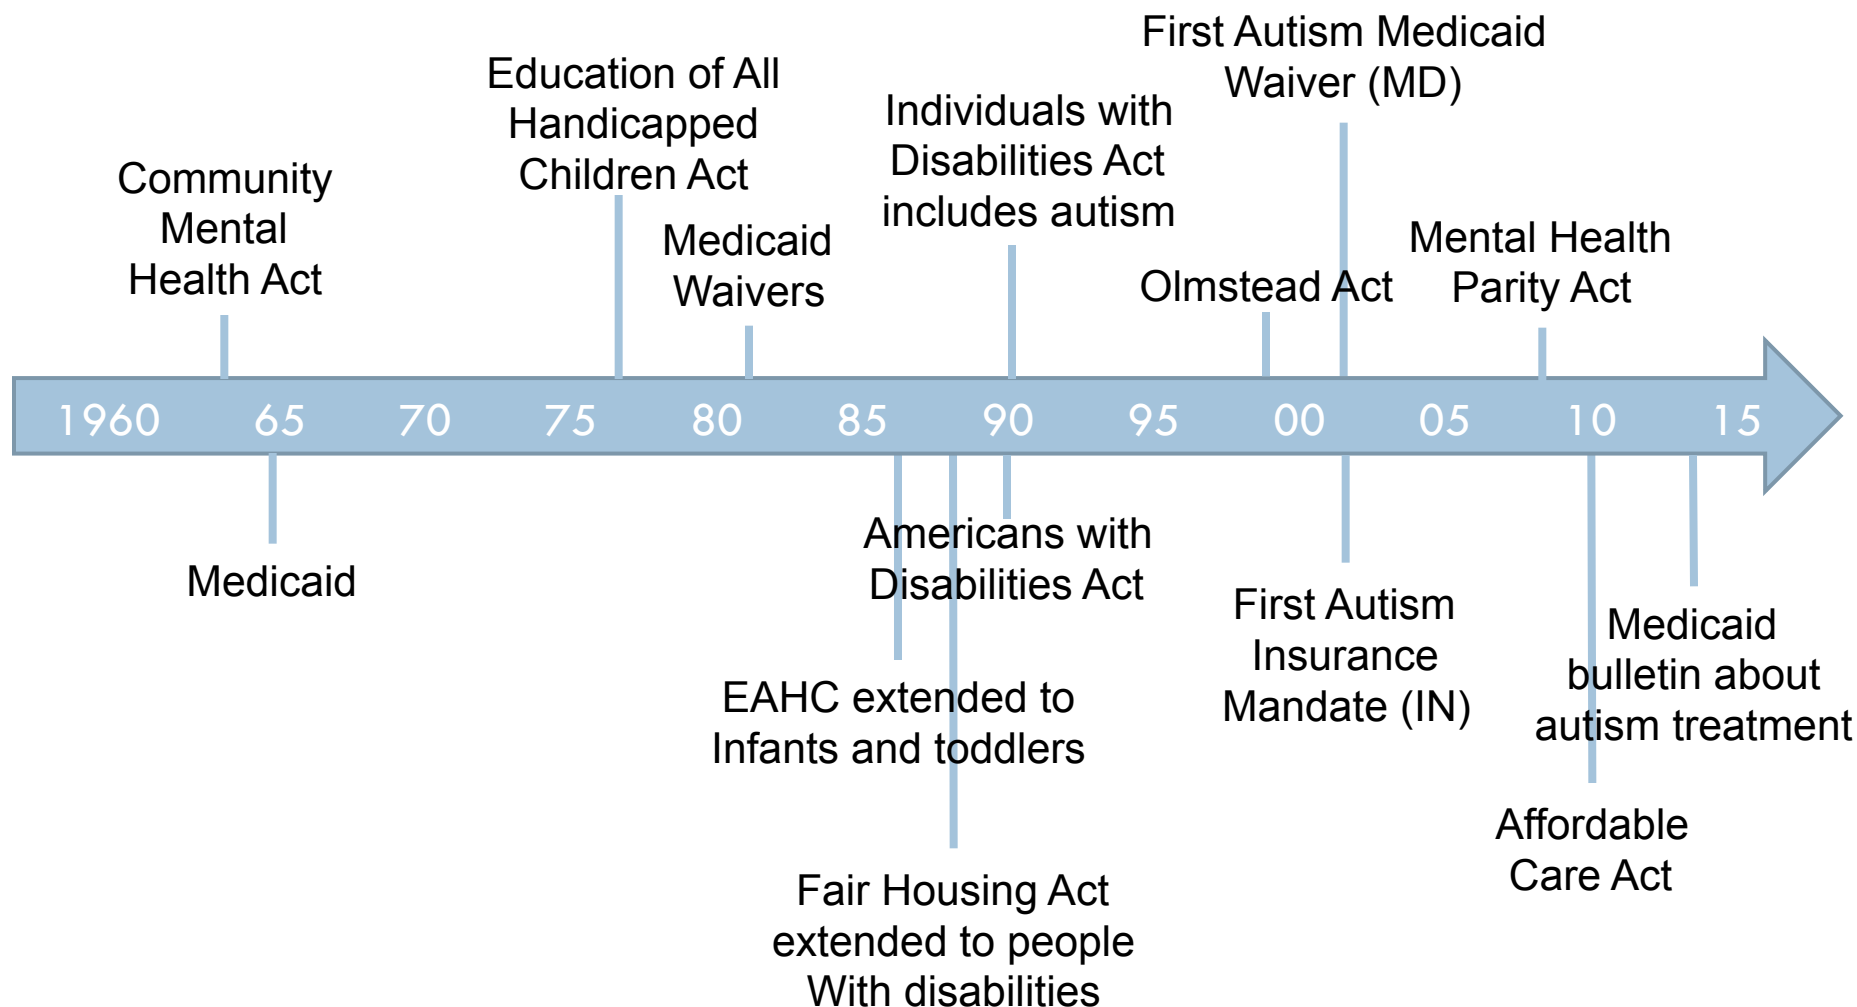 First Autism Medicaid
Waiver (MD)
Education of All
Handicapped
Children Act
Individuals with
Disabilities Act
includes autism
Community
Mental
Health Act
Medicaid
Waivers
Olmstead Act
Mental Health
Parity Act
1960 65 70 75 80 85 90 95 00 05 10 15
Medicaid
Americans with
Disabilities Act
First Autism
Insurance
Mandate (IN)
Medicaid
bulletin about
autism treatment
EAHC extended to
Infants and toddlers
Affordable
Care Act
Fair Housing Act
extended to people
With disabilities